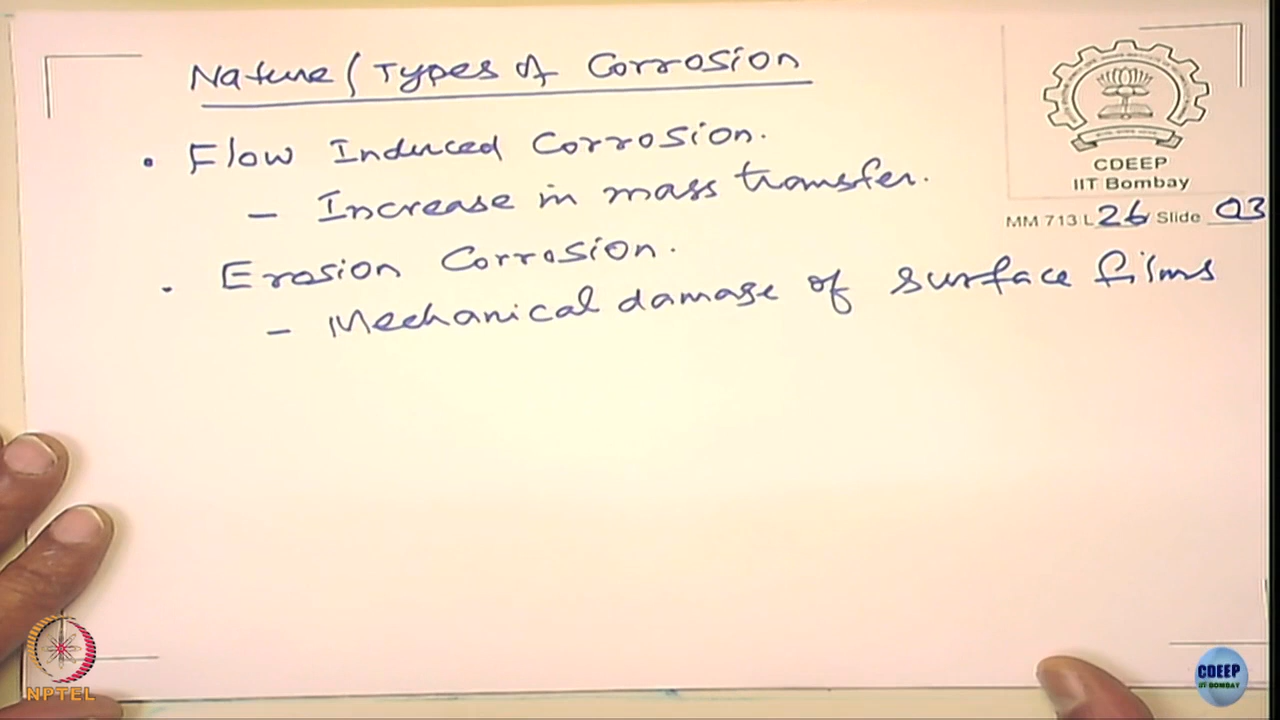 Nature/Types of Corrosion
• Flow Induced Corrosion.
– Increase in mass transfer.
• Erosion Corrosion.
– Mechanical damage of surface films
CDEEP
IIT Bombay
MM 713 L 26 Slide 03
NPTEL
CDEEP
IIT BOMBAY